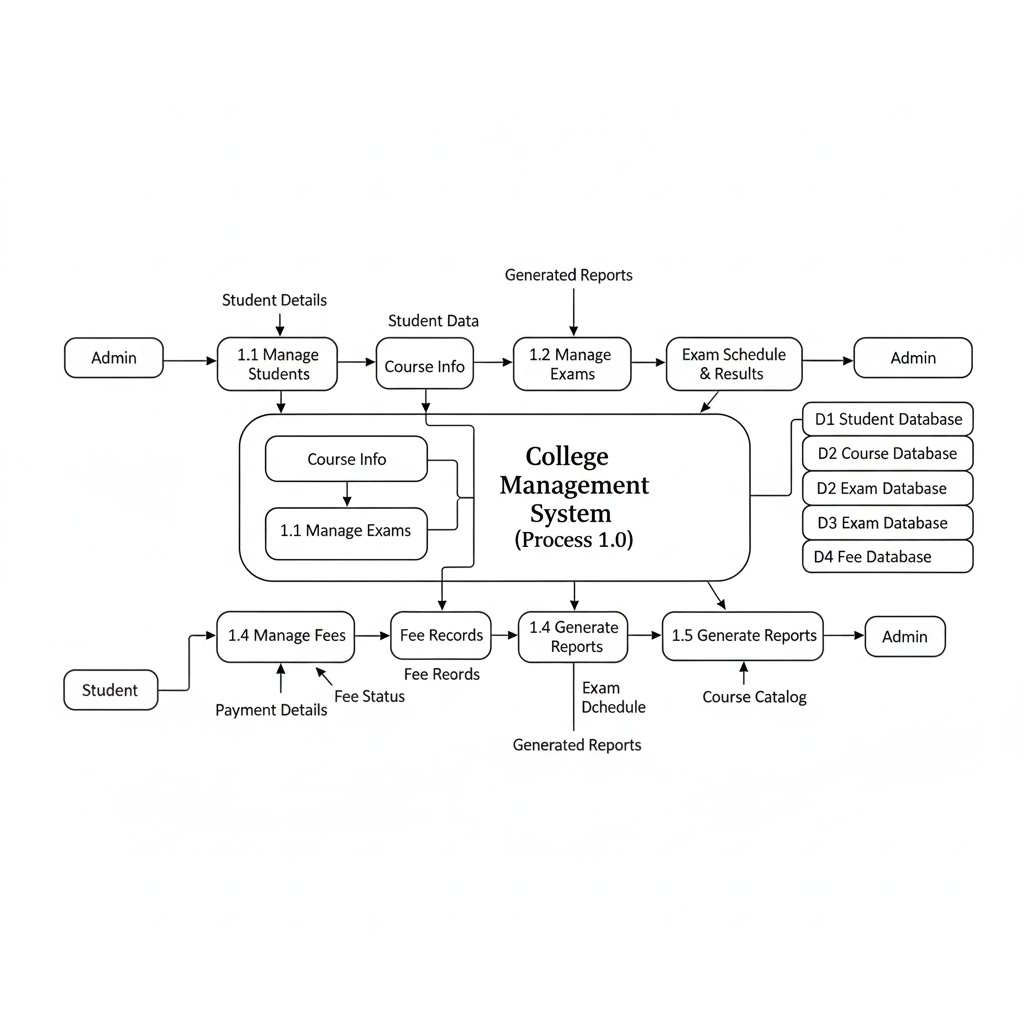 Generated Reports
Student Details
Student Data
Admin
1.1 Manage
Students
Course Info
1.2 Manage
Exams
Exam Schedule
& Results
Admin
Course Info
1.1 Manage Exams
College
Management
System
(Process 1.0)
D1 Student Database
D2 Course Database
D2 Exam Database
D3 Exam Database
D4 Fee Database
Student
1.4 Manage Fees
Fee Records
1.4 Generate
Reports
1.5 Generate Reports
Admin
Payment Details
Fee Status
Fee Reords
Exam
Dchedule
Course Catalog
Generated Reports